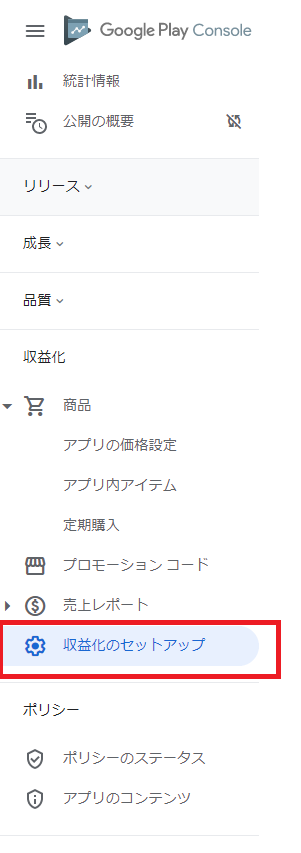 Google Play Console
統計情報
公開の概要
リリース
成長
品質
収益化
商品
アプリの価格設定
アプリ内アイテム
定期購入
プロモーション コード
売上レポート
収益化のセットアップ
ポリシー
ポリシーのステータス
アプリのコンテンツ